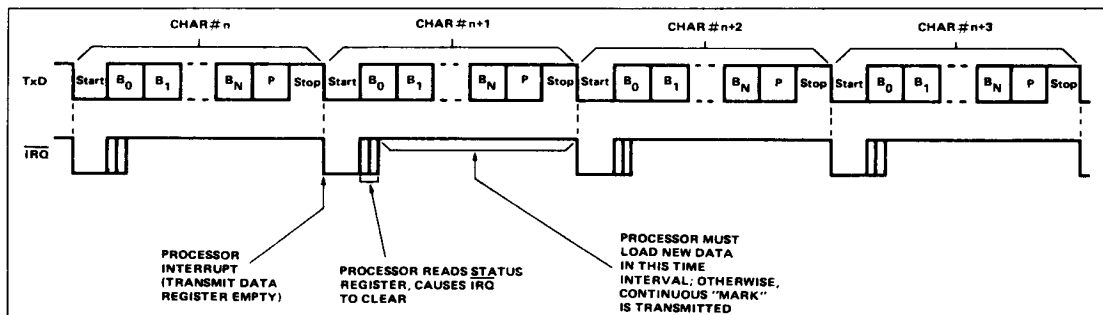 CHAR#n CHAR#n+1 CHAR#n+2 CHAR#n+3
TxD Start B0 B1 BN P Stop Start B0 B1 BN P Stop Start B0 B1 BN P Stop Start B0 B1 BN P Stop
IRQ
PROCESSOR
INTERRUPT
(TRANSMIT DATA
REGISTER EMPTY)
PROCESSOR READS STATUS
REGISTER, CAUSES IRQ
TO CLEAR
PROCESSOR MUST
LOAD NEW DATA
IN THIS TIME
INTERVAL; OTHERWISE,
CONTINUOUS "MARK"
IS TRANSMITTED